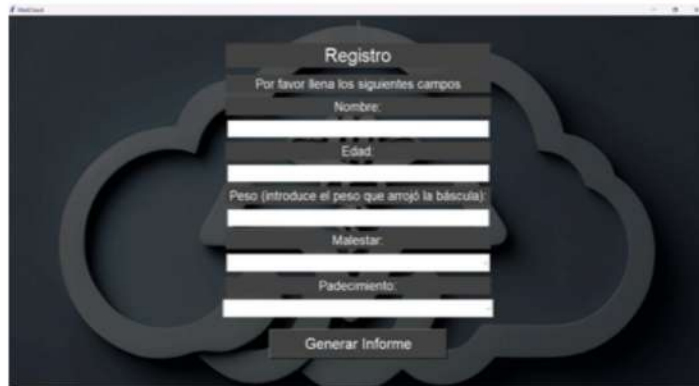 Registro
Por favor llena los siguientes campos
Nombre:
Edad:
Peso (introduce el peso que arrojó la báscula):
Malestar:
Padecimiento:
Generar Informe